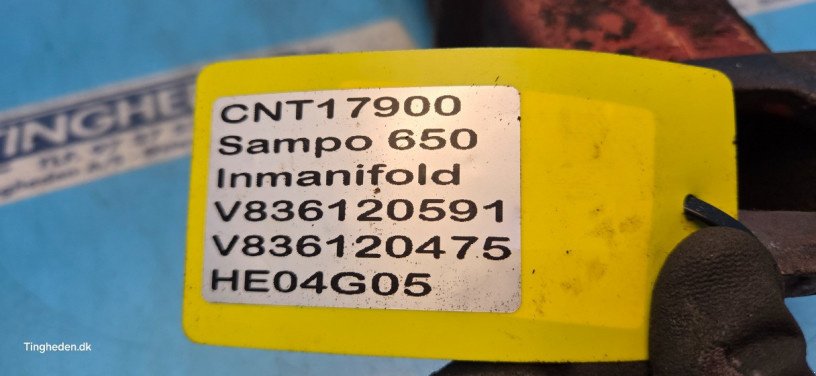 CNT17900
Sampo 650
Inmanifold
V836120591
V836120475
HE04G05
Tingheden.dk